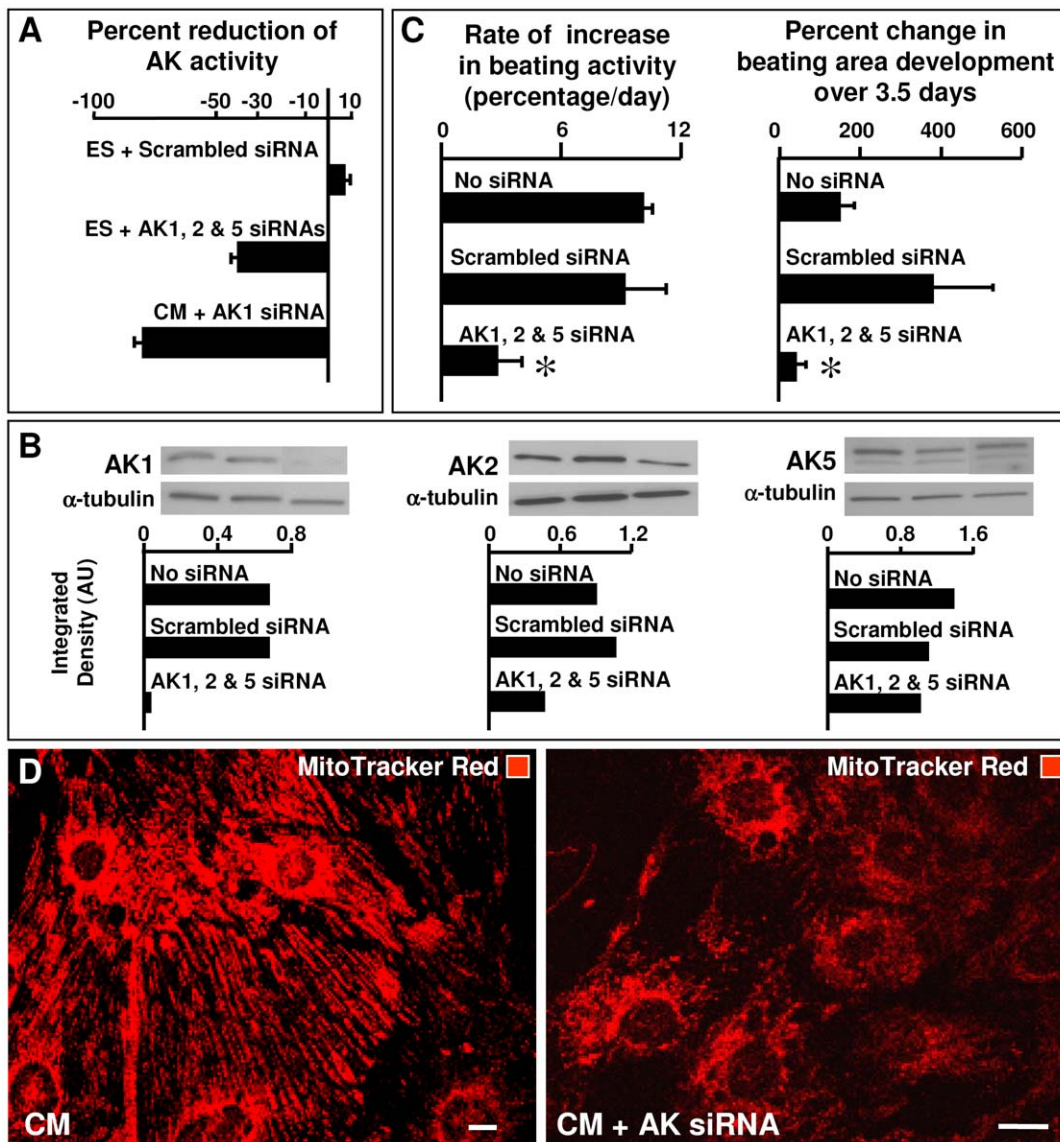 A
Percent reduction of
AK activity
-100 -50 -30 -10 10
ES + Scrambled siRNA
ES + AK1, 2 & 5 siRNAs
CM + AK1 siRNA
C
Rate of increase
in beating activity
(percentage/day)
0 6 12
No siRNA
Scrambled siRNA
AK1, 2 & 5 siRNA
*
Percent change in
beating area development
over 3.5 days
0 200 400 600
No siRNA
Scrambled siRNA
AK1, 2 & 5 siRNA
*
B
AK1
α-tubulin
0 0.4 0.8
Integrated
Density (AU)
No siRNA
Scrambled siRNA
AK1, 2 & 5 siRNA
AK2
α-tubulin
0 0.6 1.2
No siRNA
Scrambled siRNA
AK1, 2 & 5 siRNA
AK5
α-tubulin
0 0.8 1.6
No siRNA
Scrambled siRNA
AK1, 2 & 5 siRNA
D
MitoTracker Red
CM
MitoTracker Red
CM + AK siRNA